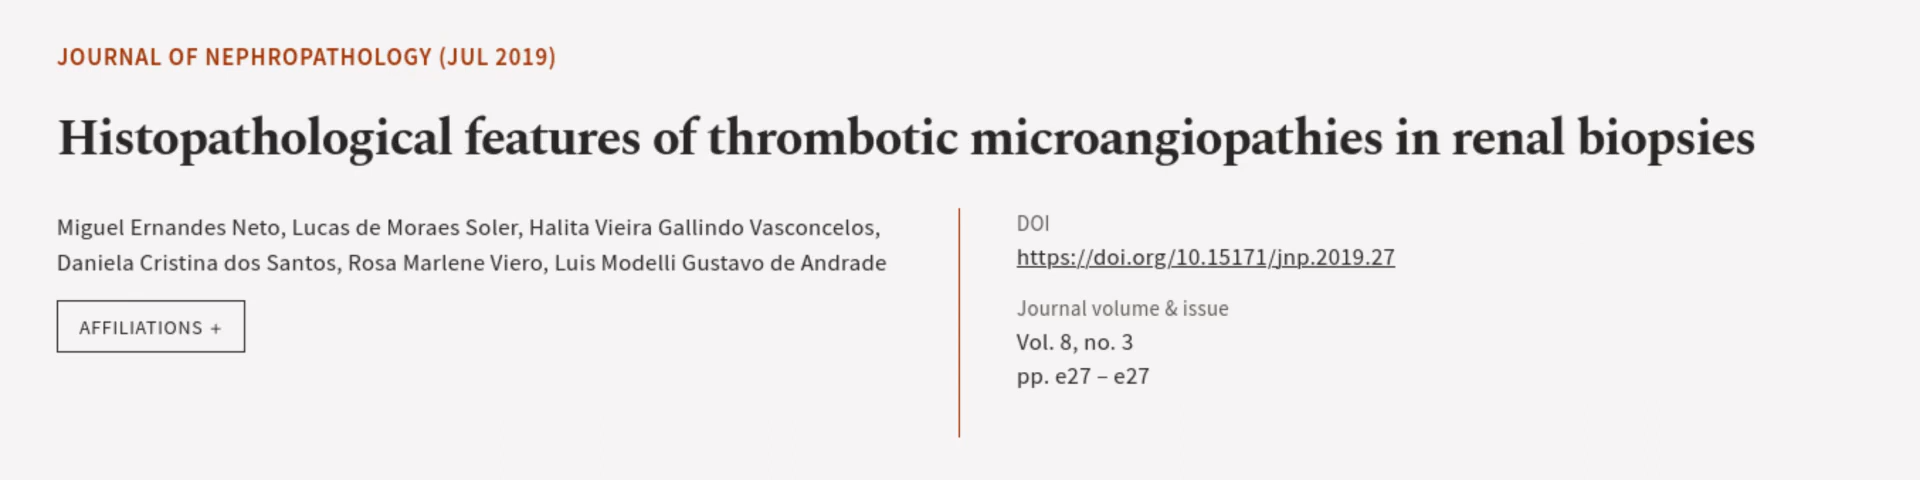 JOURNAL OF NEPHROPATHOLOGY (JUL 2019)
Histopathological features of thrombotic microangiopathies in renal biopsies
Miguel Ernandes Neto, Lucas de Moraes Soler, Halita Vieira Gallindo Vasconcelos,
Daniela Cristina dos Santos, Rosa Marlene Viero, Luis Modelli Gustavo de Andrade
AFFILIATIONS +
DOI
https://doi.org/10.15171/jnp.2019.27
Journal volume & issue
Vol. 8, no. 3
pp. e27 – e27